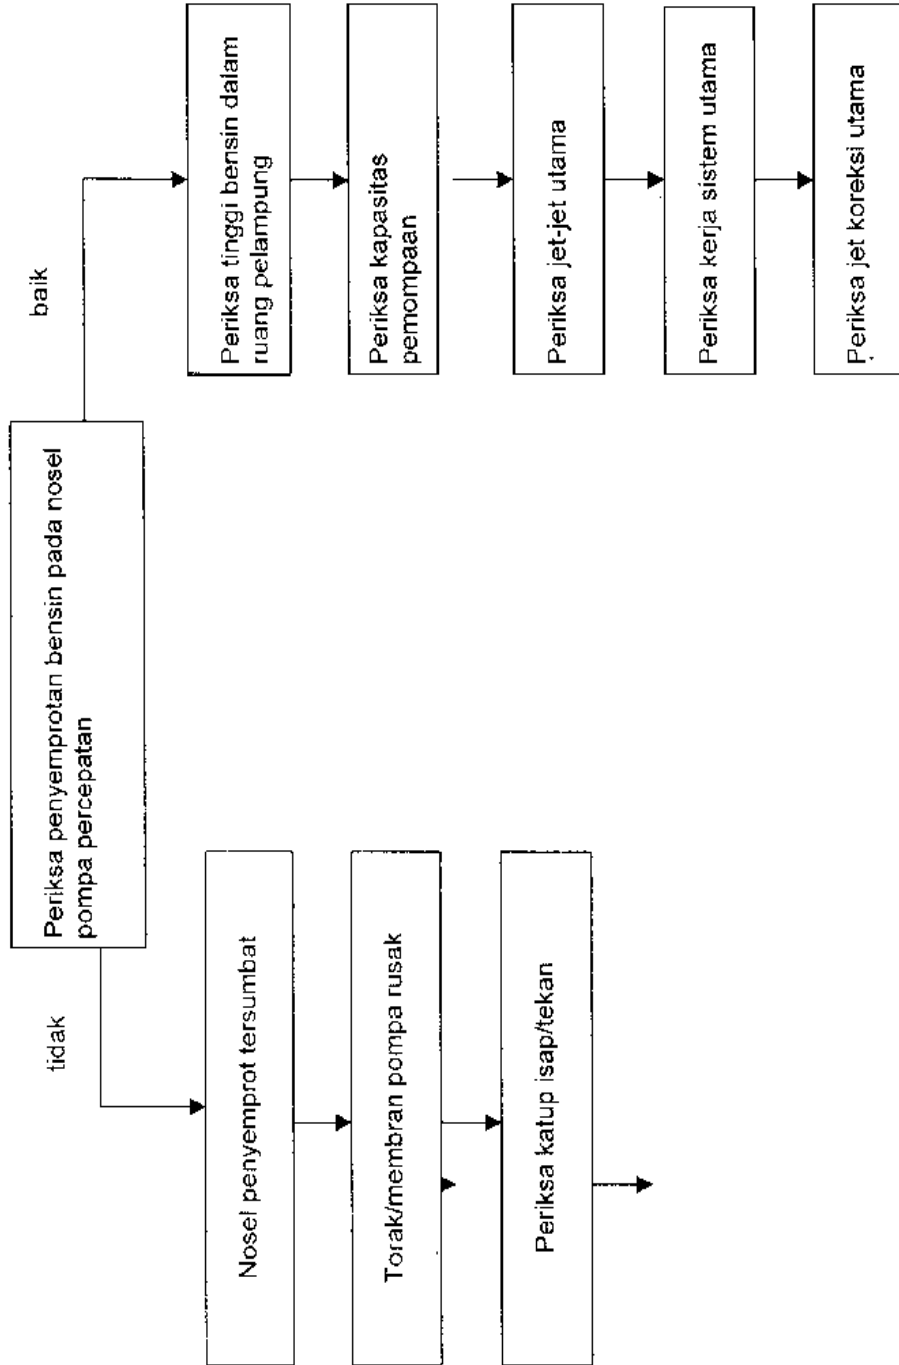 Periksa penyemprotan bensin pada nosel
pompa percepatan
tidak
baik
Nosel penyemprot tersumbat
Torak/membran pompa rusak
Periksa katup isap/tekan
Periksa tinggi bensin dalam
ruang pelampung
Periksa kapasitas
pemompaan
Periksa jet-jet utama
Periksa kerja sistem utama
Periksa jet koreksi utama